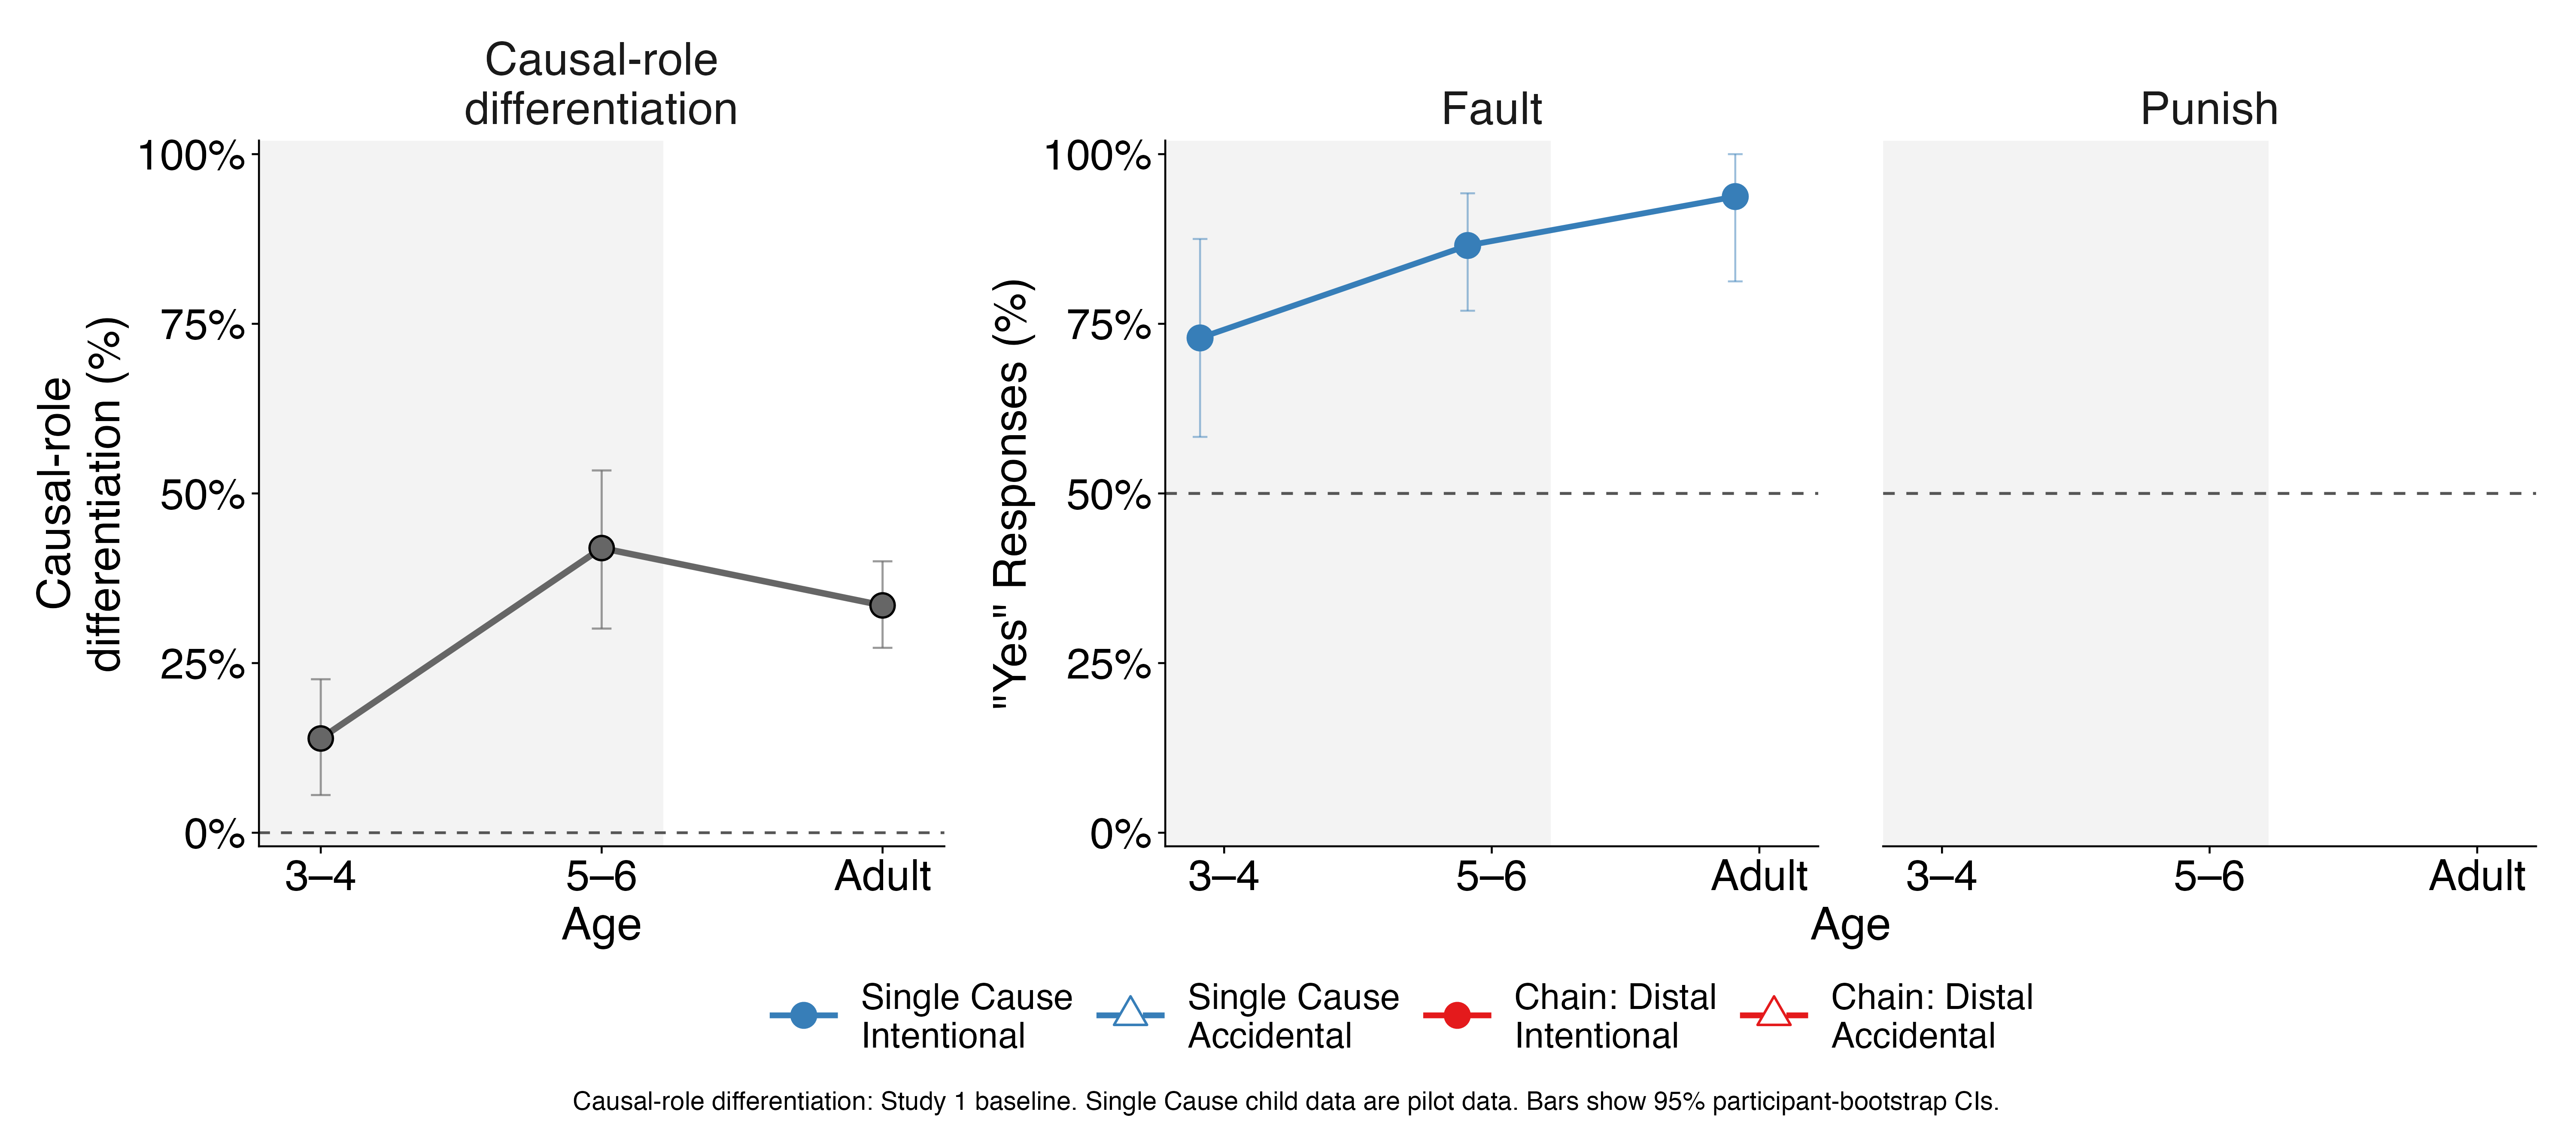 Causal-role
differentiation
Causal-role
differentiation (%)
100%
75%
50%
25%
0%
3–4
5–6
Adult
Age
Fault
Punish
"Yes" Responses (%)
100%
75%
50%
25%
0%
3–4
5–6
Adult
3–4
5–6
Adult
Age
Single Cause
Intentional
Single Cause
Accidental
Chain: Distal
Intentional
Chain: Distal
Accidental
Causal-role differentiation: Study 1 baseline. Single Cause child data are pilot data. Bars show 95% participant-bootstrap CIs.